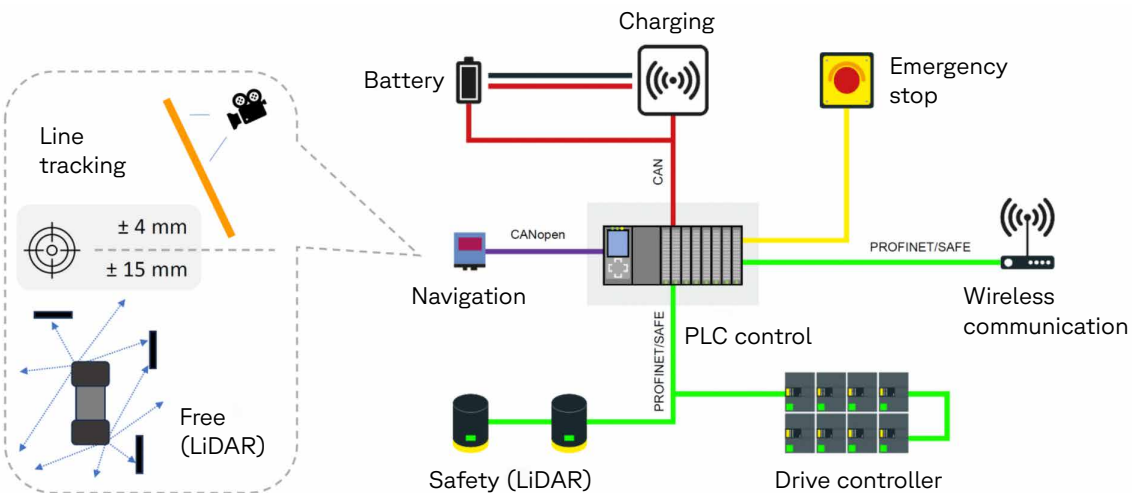 Charging
Battery
Emergency
stop
Line
tracking
CAN
± 4 mm
± 15 mm
CANopen
PROFINET/SAFE
Navigation
Wireless
communication
PLC control
PROFINET/SAFE
Free
(LiDAR)
Safety (LiDAR)
Drive controller